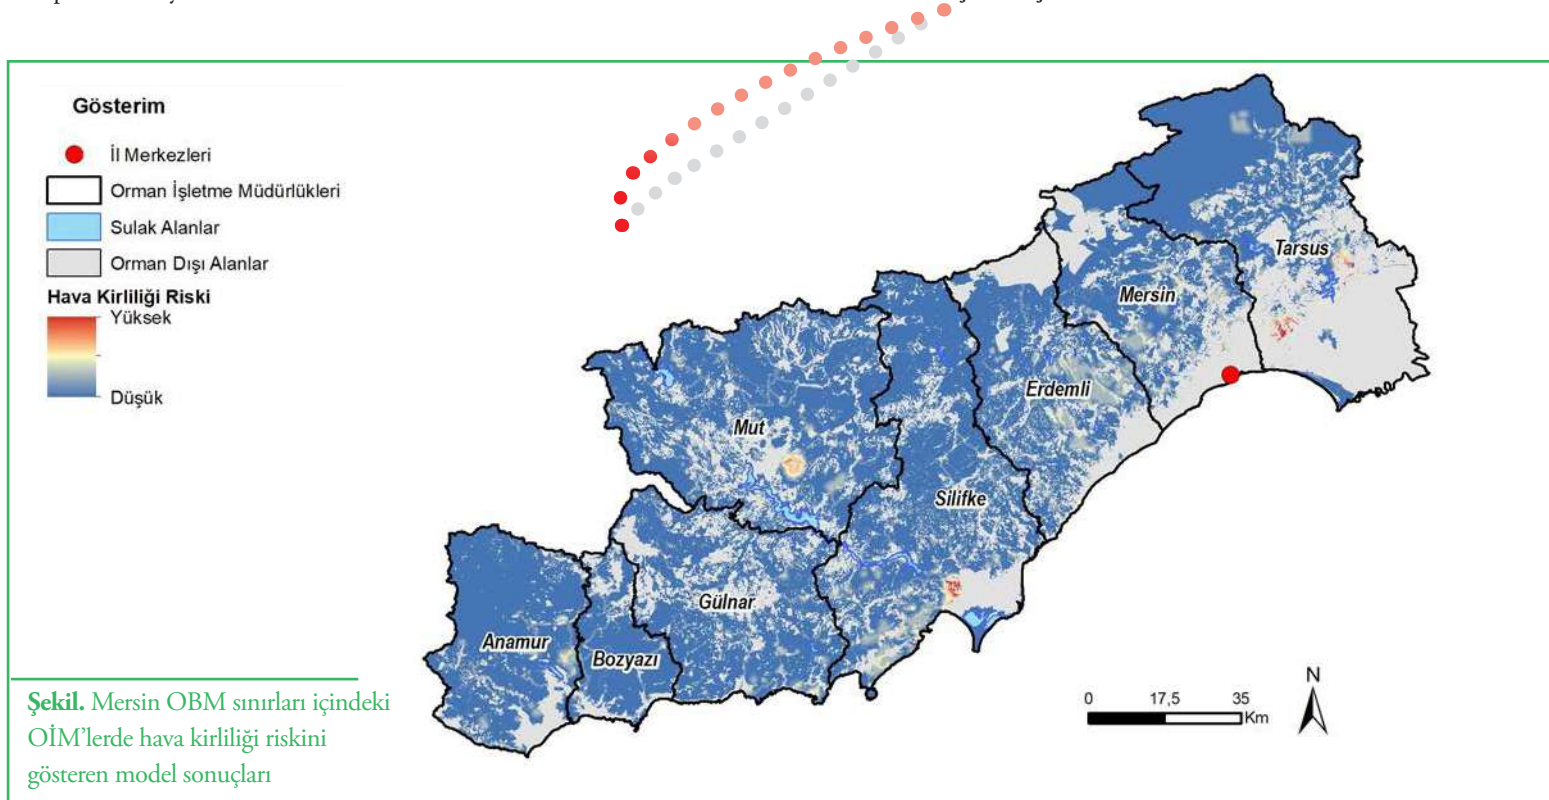 Gösterim
İl Merkezleri
Orman İşletme Müdürlükleri
Sulak Alanlar
Orman Dışı Alanlar
Hava Kirliliği Riski
Yüksek
Düşük
Tarsus
Mersin
Erdemli
Mut
Silifke
Gülnar
Anamur
Bozyazı
N
0 17,5 35
Km
Şekil. Mersin OBM sınırları içindeki
OİM’lerde hava kirliliği riskini
gösteren model sonuçları